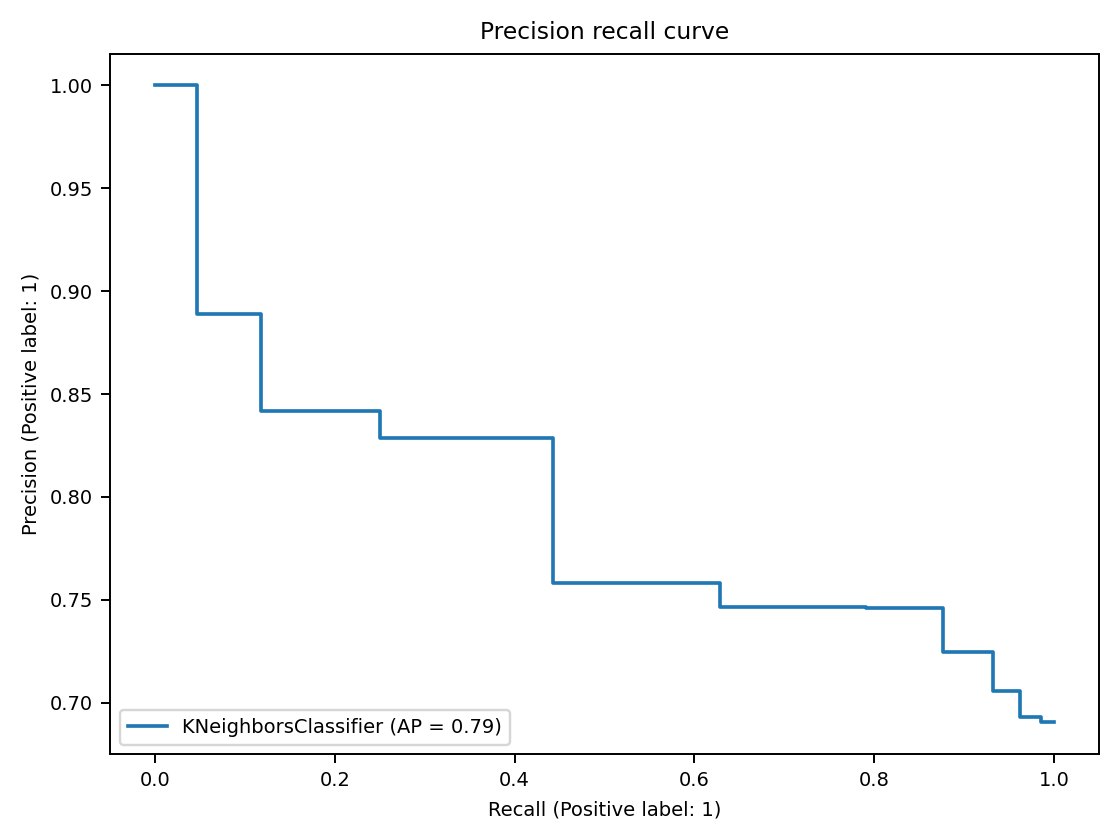 Precision recall curve
1.00
0.95
0.90
0.85
0.80
0.75
0.70
Precision (Positive label: 1)
KNeighborsClassifier (AP = 0.79)
0.0 0.2 0.4 0.6 0.8 1.0
Recall (Positive label: 1)